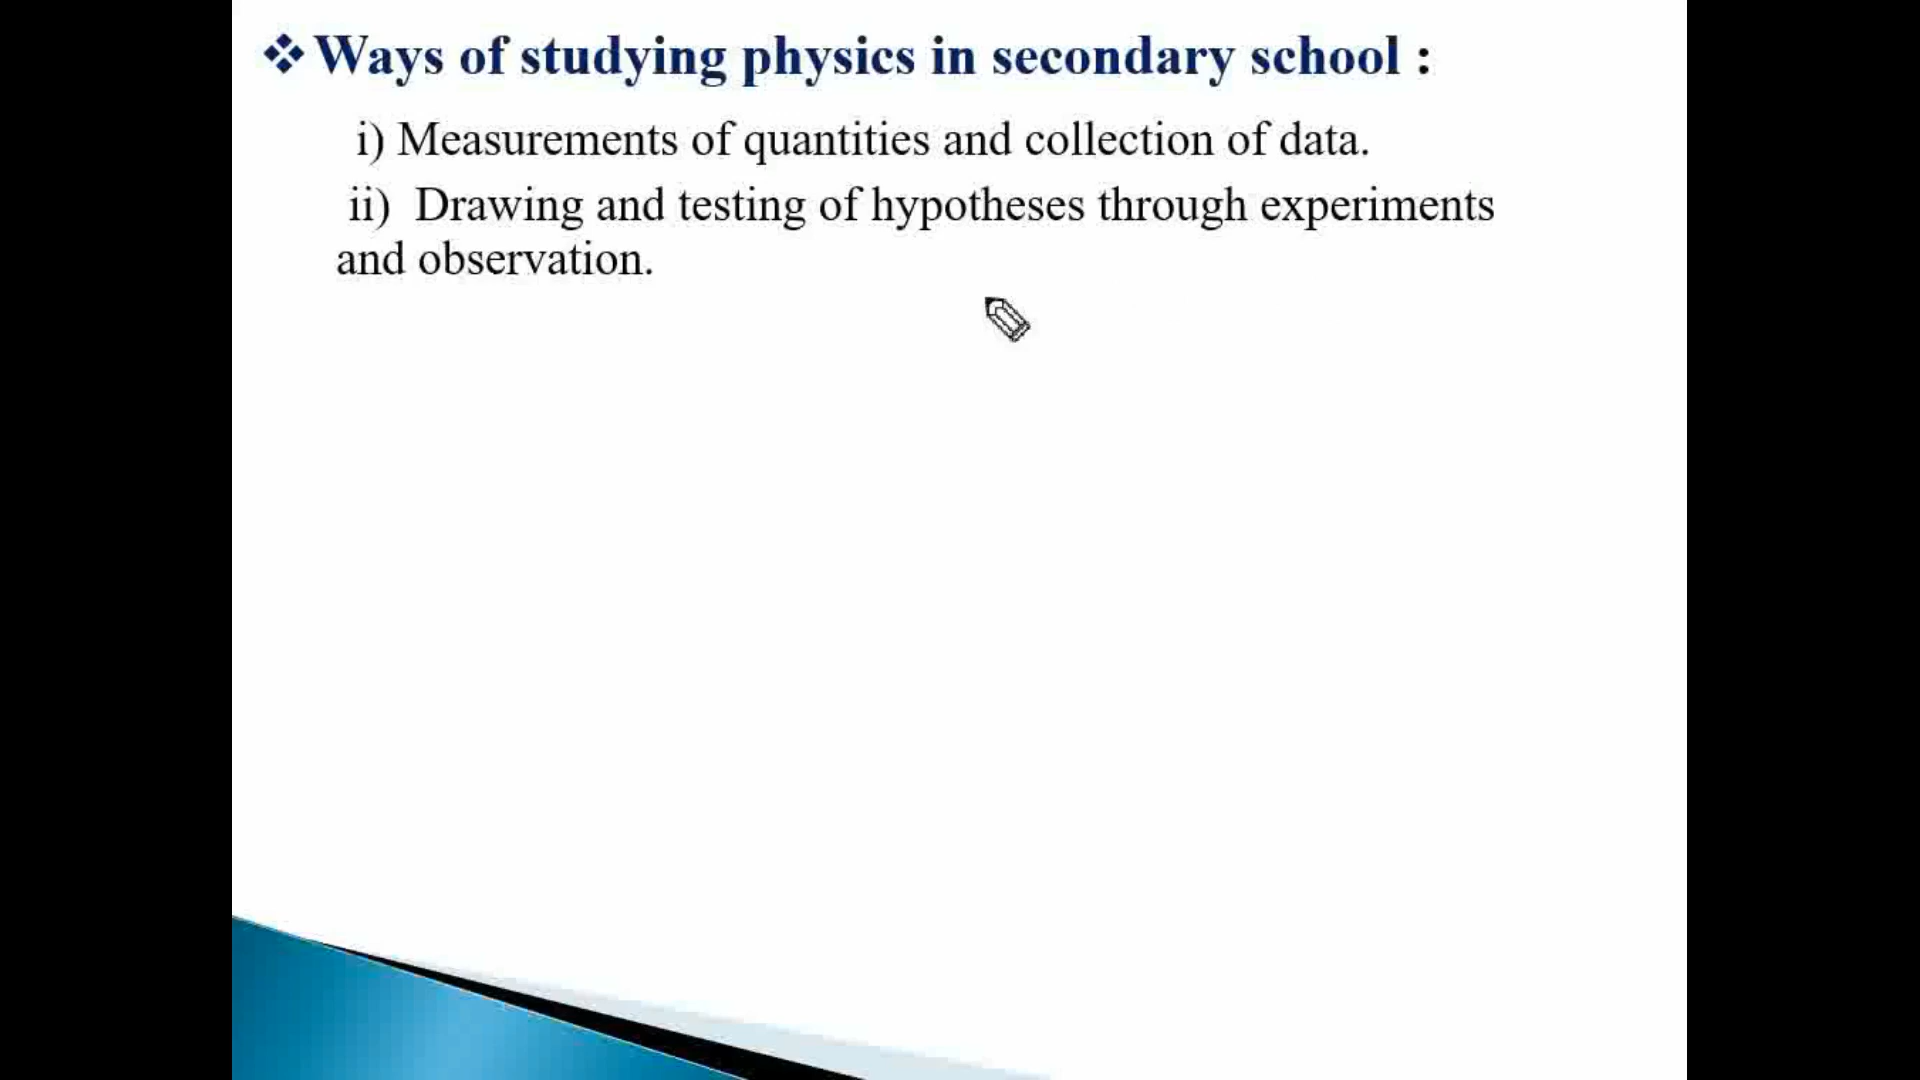 ❖Ways of studying physics in secondary school :
i) Measurements of quantities and collection of data.
ii) Drawing and testing of hypotheses through experiments
and observation.